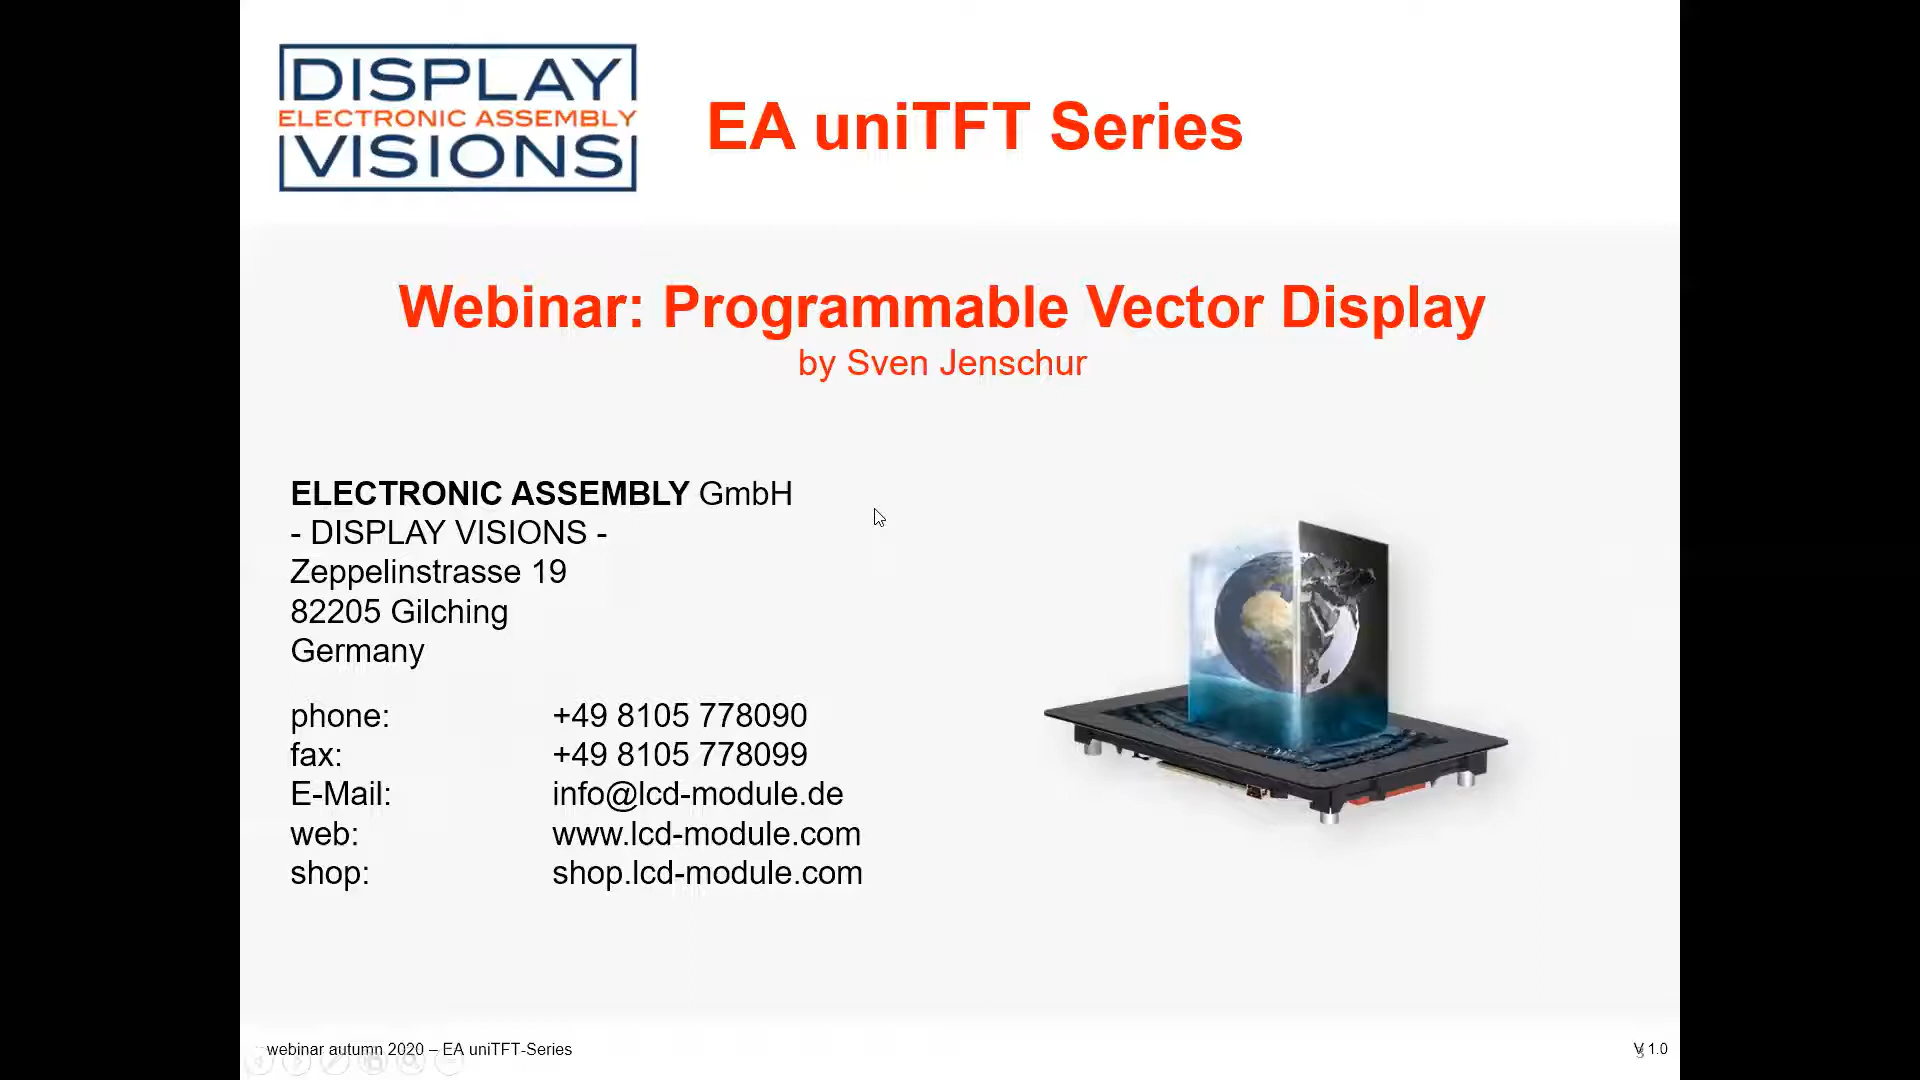 DISPLAY
ELECTRONIC ASSEMBLY
VISIONS
EA uniTFT Series
Webinar: Programmable Vector Display
by Sven Jenschur
ELECTRONIC ASSEMBLY GmbH
- DISPLAY VISIONS -
Zeppelinstrasse 19
82205 Gilching
Germany
phone: +49 8105 778090
fax: +49 8105 778099
E-Mail: info@lcd-module.de
web: www.lcd-module.com
shop: shop.lcd-module.com
webinar autumn 2020 – EA uniTFT-Series
V 1.0